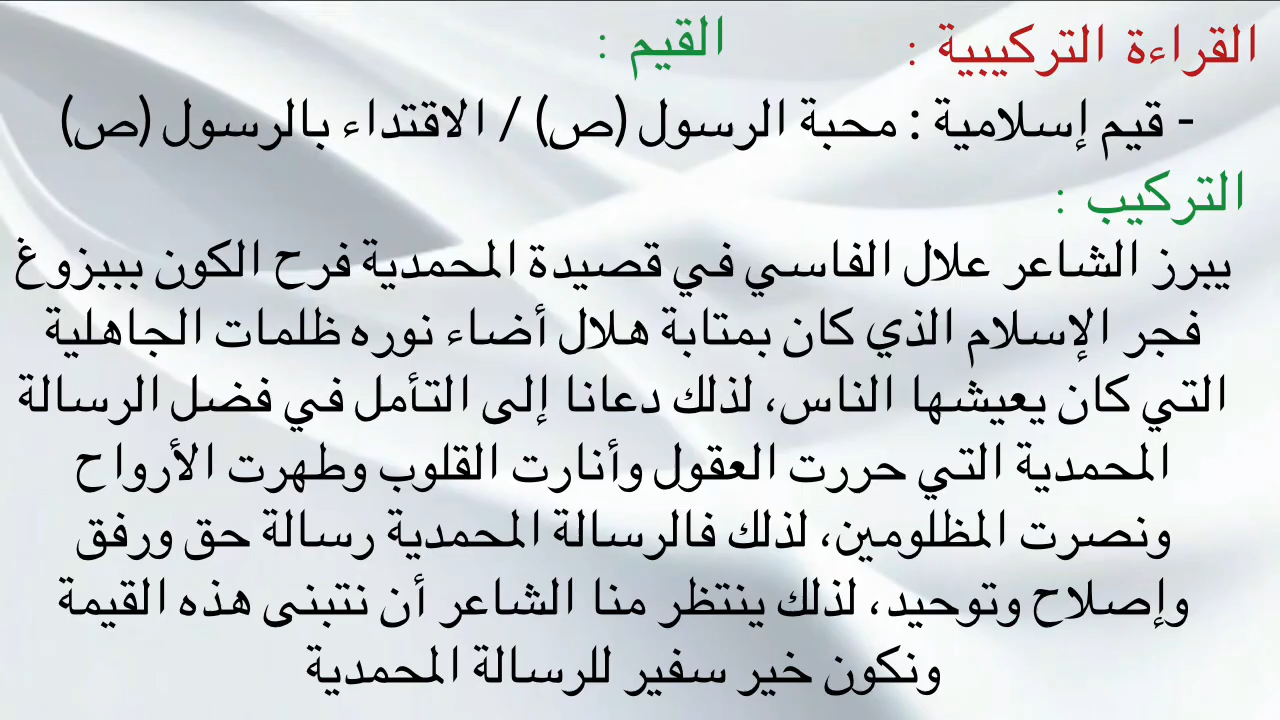 القراءة التركيبية : القيم :
- قيم إسلامية : محبة الرسول (ص) / الاقتداء بالرسول (ص)
التركيب :
يبرز الشاعر علال الفاسي في قصيدة المحمدية فرح الكون ببزوغ
فجر الإسلام الذي كان بمتابة هلال أضاء نوره ظلمات الجاهلية
التي كان يعيشها الناس، لذلك دعانا إلى التأمل في فضل الرسالة
المحمدية التي حررت العقول وأنارت القلوب وطهرت الأرواح
ونصرت المظلومين، لذلك فالرسالة المحمدية رسالة حق ورفق
وإصلاح وتوحيد، لذلك ينتظر منا الشاعر أن نتبنى هذه القيمة
ونكون خير سفير للرسالة المحمدية